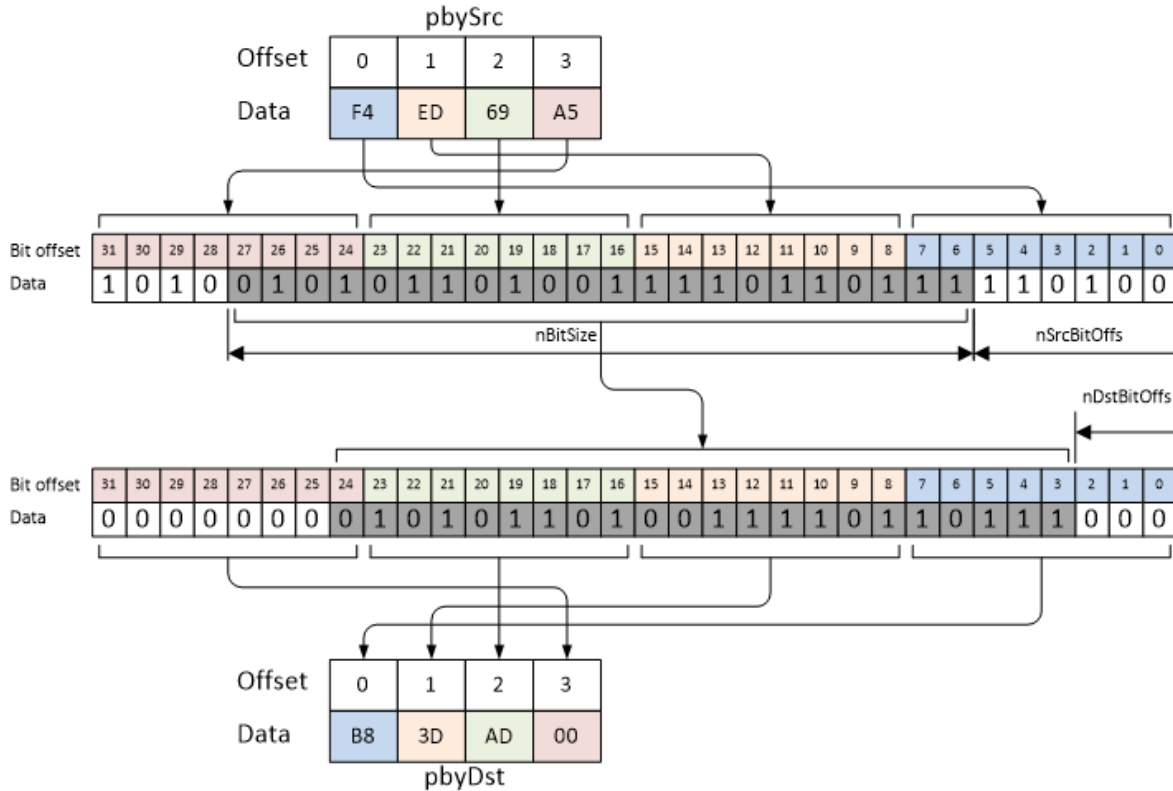 pbySrc
Offset 0 1 2 3
Data F4 ED 69 A5
Bit offset 31 30 29 28 27 26 25 24 23 22 21 20 19 18 17 16 15 14 13 12 11 10 9 8 7 6 5 4 3 2 1 0
Data 1 0 1 0 0 1 0 1 0 1 1 0 1 0 0 1 1 1 1 0 1 1 0 1 1 1 1 1 0 1 0 0
nBitSize nSrcBitOffs
nDstBitOffs
Bit offset 31 30 29 28 27 26 25 24 23 22 21 20 19 18 17 16 15 14 13 12 11 10 9 8 7 6 5 4 3 2 1 0
Data 0 0 0 0 0 0 0 0 1 0 1 0 1 1 0 1 0 0 1 1 1 1 0 1 1 0 1 1 1 0 0 0
Offset 0 1 2 3
Data B8 3D AD 00
pbyDst